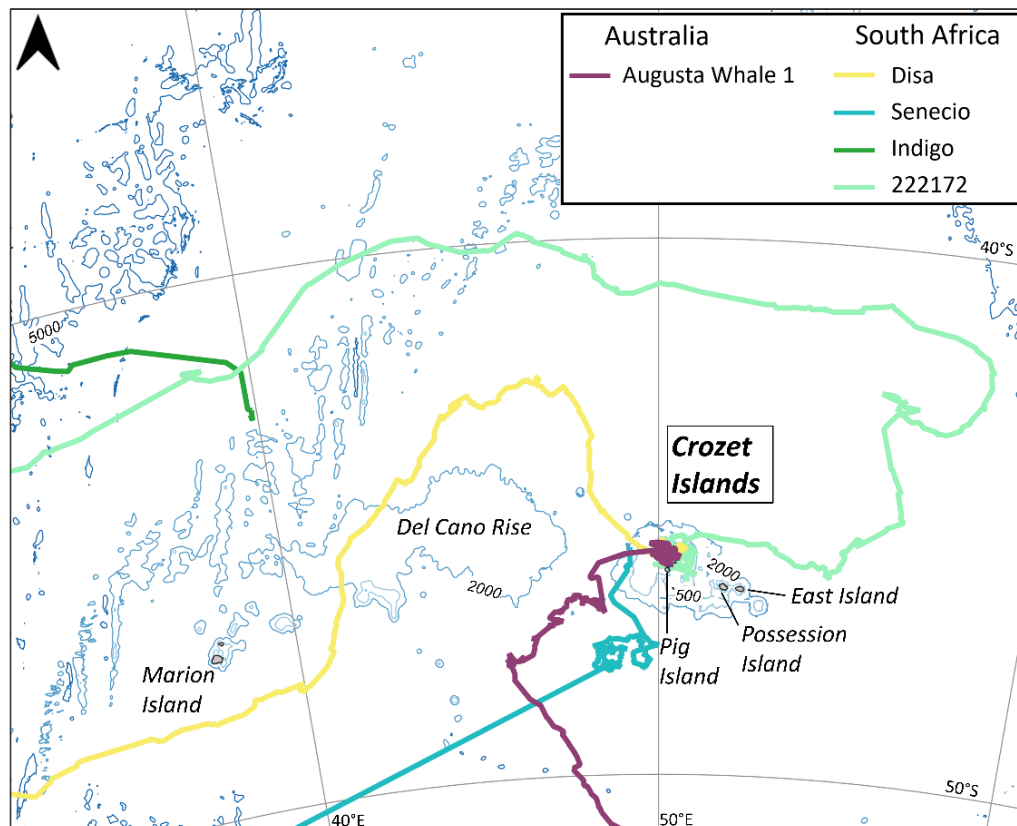 Australia
South Africa
Augusta Whale 1
Disa
Senecio
Indigo
222172
40°S
5000
Crozet
Islands
Del Cano Rise
2000
2000
500
East Island
Possession
Island
Pig
Island
Marion
Island
50°S
40°E
50°E